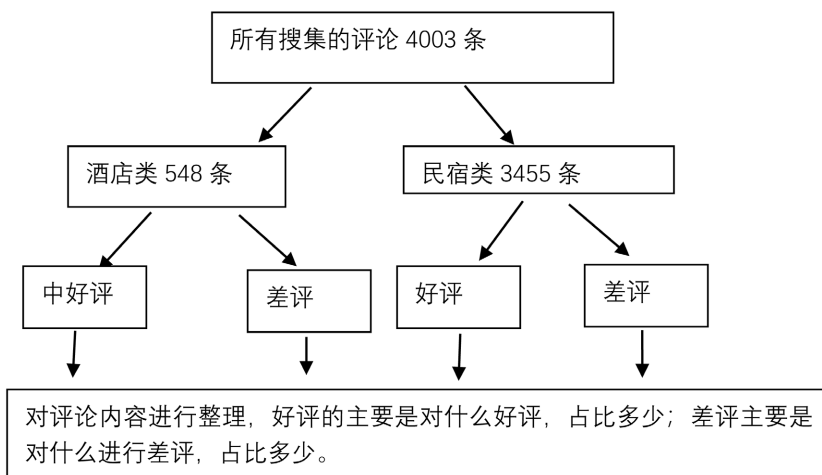 所有搜集的评论 4003 条
酒店类 548 条
民宿类 3455 条
中好评
差评
好评
差评
对评论内容进行整理，好评的主要是对什么好评，占比多少；差评主要是
对什么进行差评，占比多少。